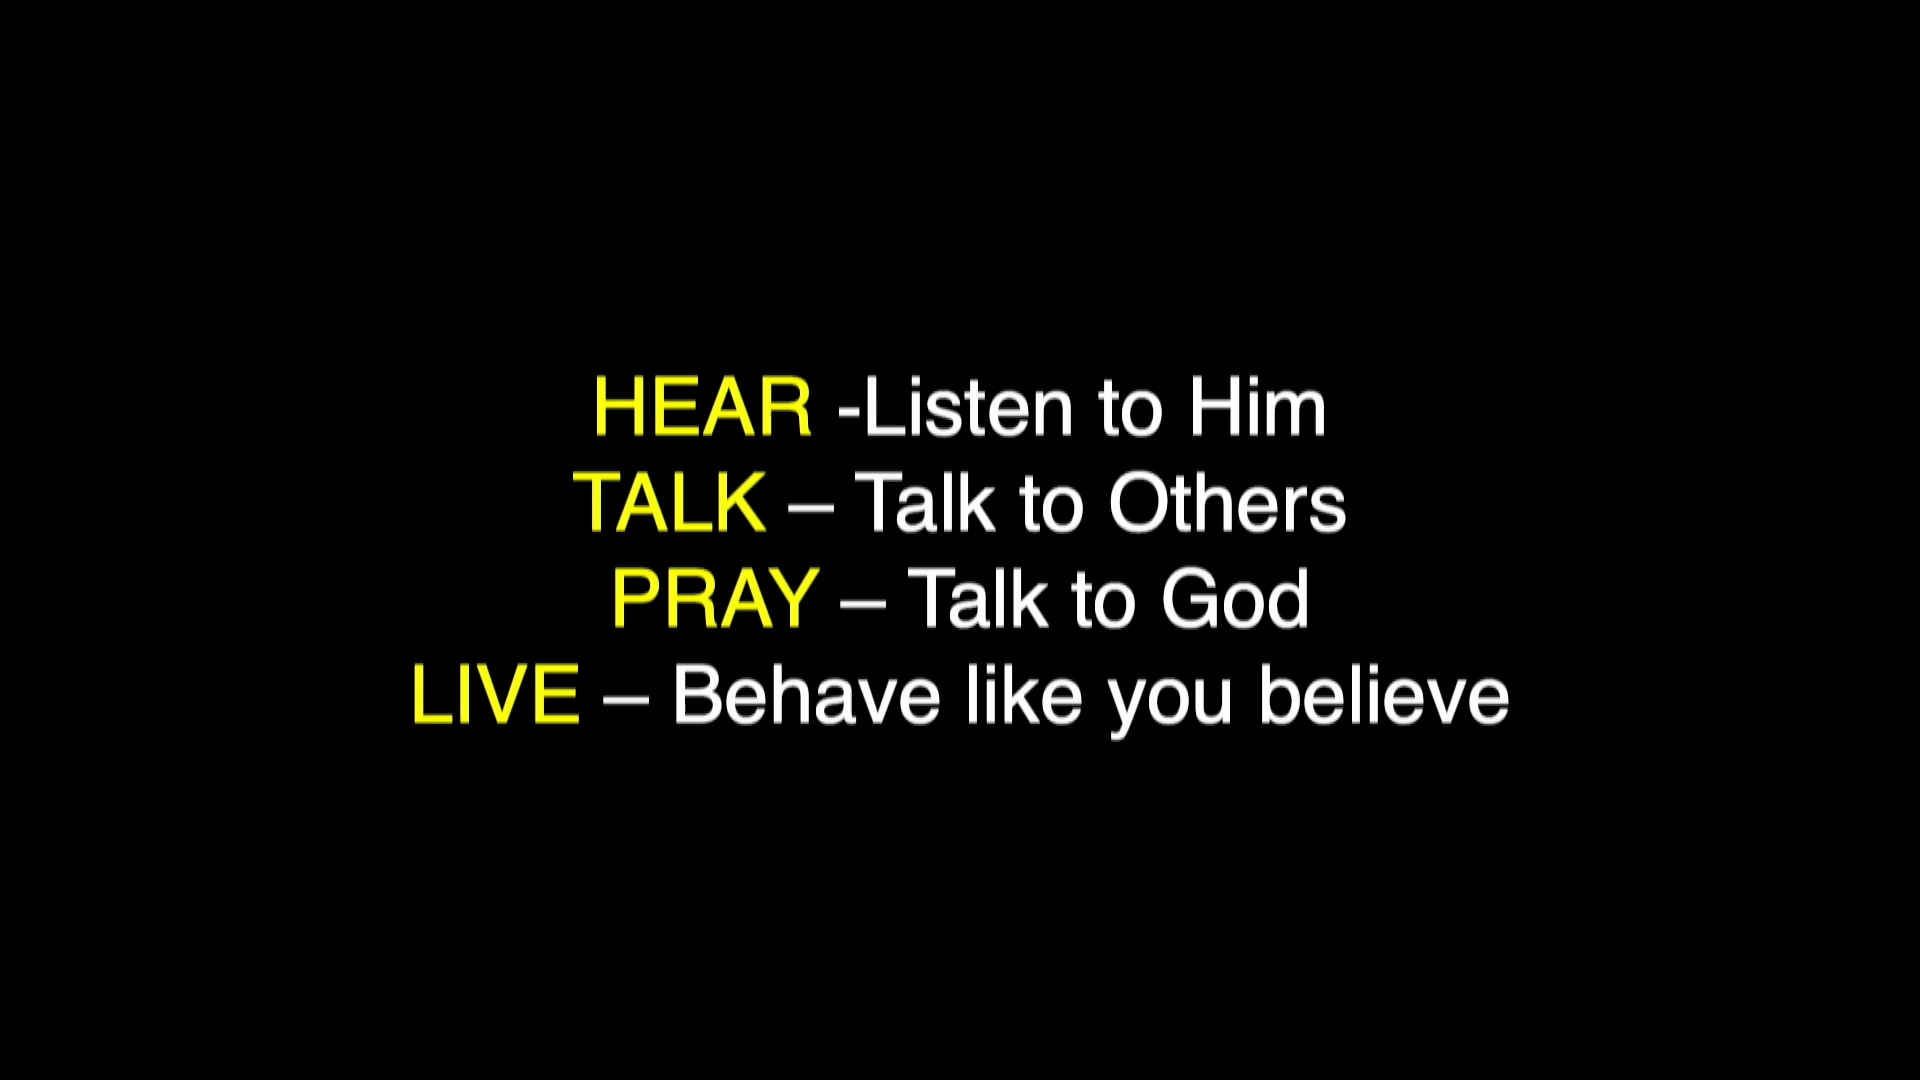 HEAR -Listen to Him
TALK – Talk to Others
PRAY – Talk to God
LIVE – Behave like you believe